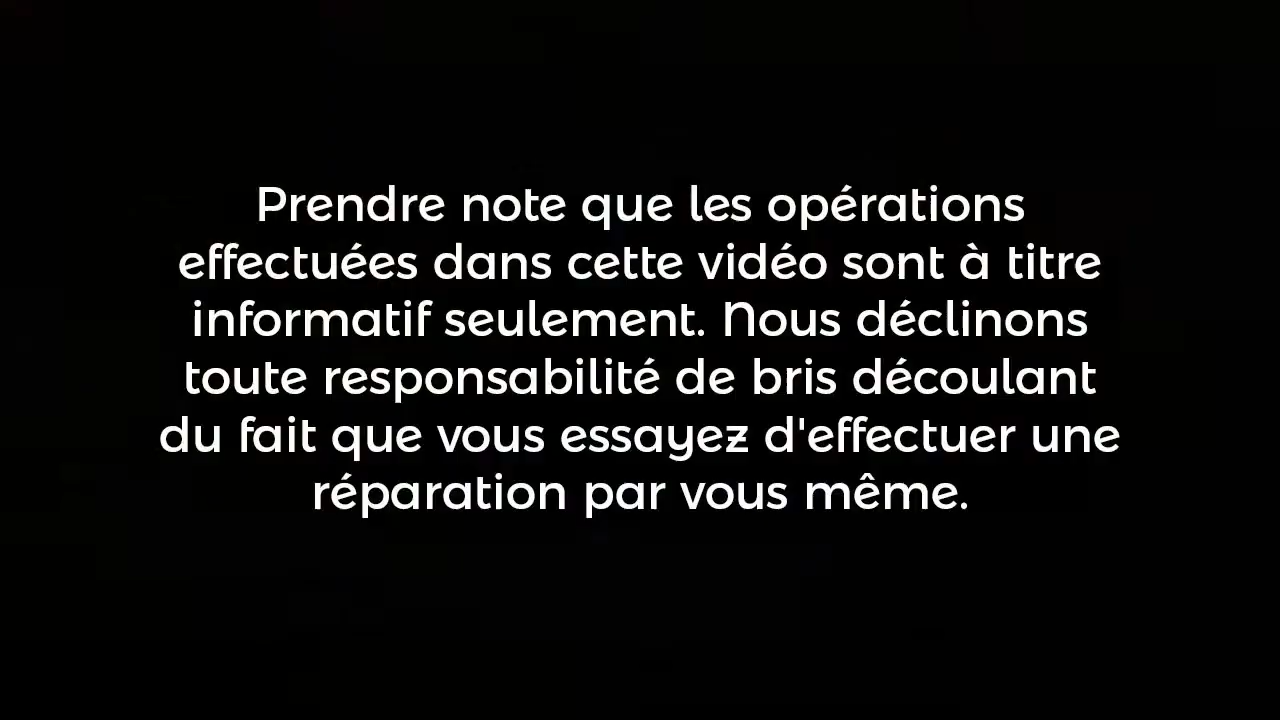 Prendre note que les opérations
effectuées dans cette vidéo sont à titre
informatif seulement. Nous déclinons
toute responsabilité de bris découlant
du fait que vous essayez d'effectuer une
réparation par vous même.